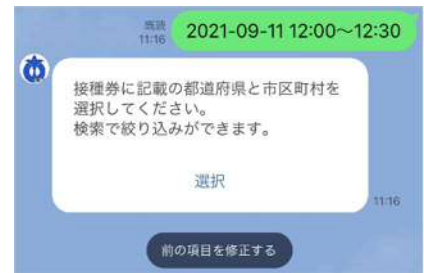 既読
11:16
2021-09-11 12:00～12:30
接種券に記載の都道府県と市区町村を
選択してください。
検索で絞り込みができます。
選択
11:16
前の項目を修正する